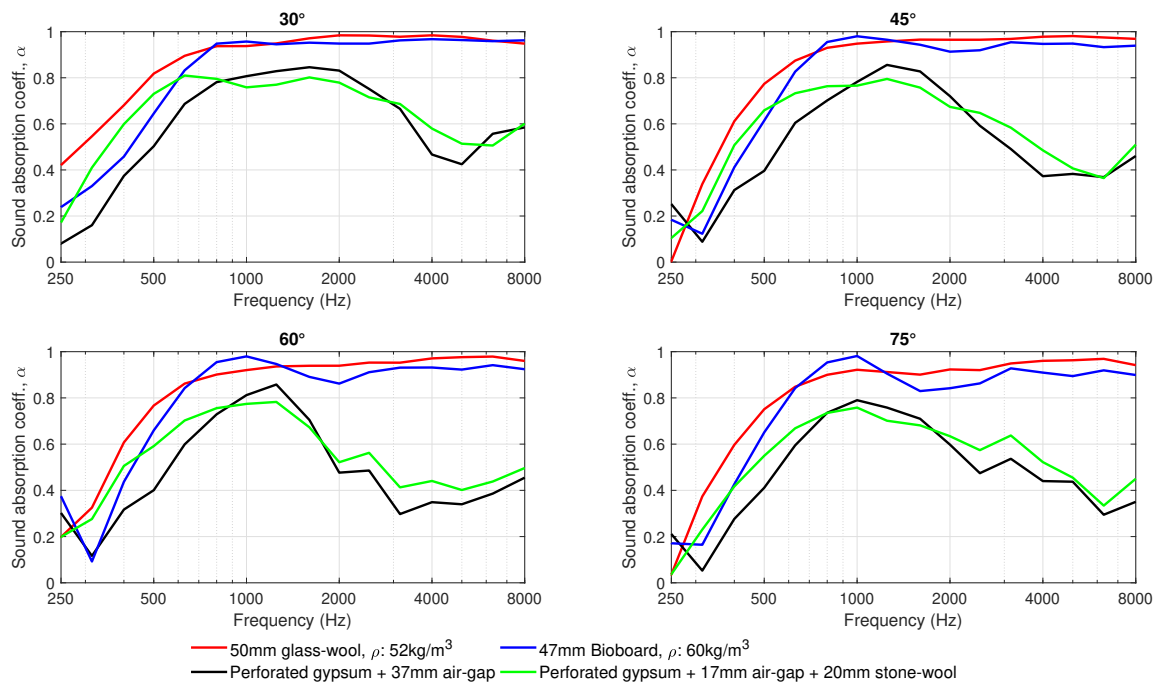 30°
1
0.8
0.6
0.4
0.2
0
Sound absorption coeff., α
250 500 1000 2000 4000 8000
Frequency (Hz)
45°
1
0.8
0.6
0.4
0.2
0
Sound absorption coeff., α
250 500 1000 2000 4000 8000
Frequency (Hz)
60°
1
0.8
0.6
0.4
0.2
0
Sound absorption coeff., α
250 500 1000 2000 4000 8000
Frequency (Hz)
75°
1
0.8
0.6
0.4
0.2
0
Sound absorption coeff., α
250 500 1000 2000 4000 8000
Frequency (Hz)
50mm glass-wool, ρ: 52kg/m³
47mm Bioboard, ρ: 60kg/m³
Perforated gypsum + 37mm air-gap
Perforated gypsum + 17mm air-gap + 20mm stone-wool